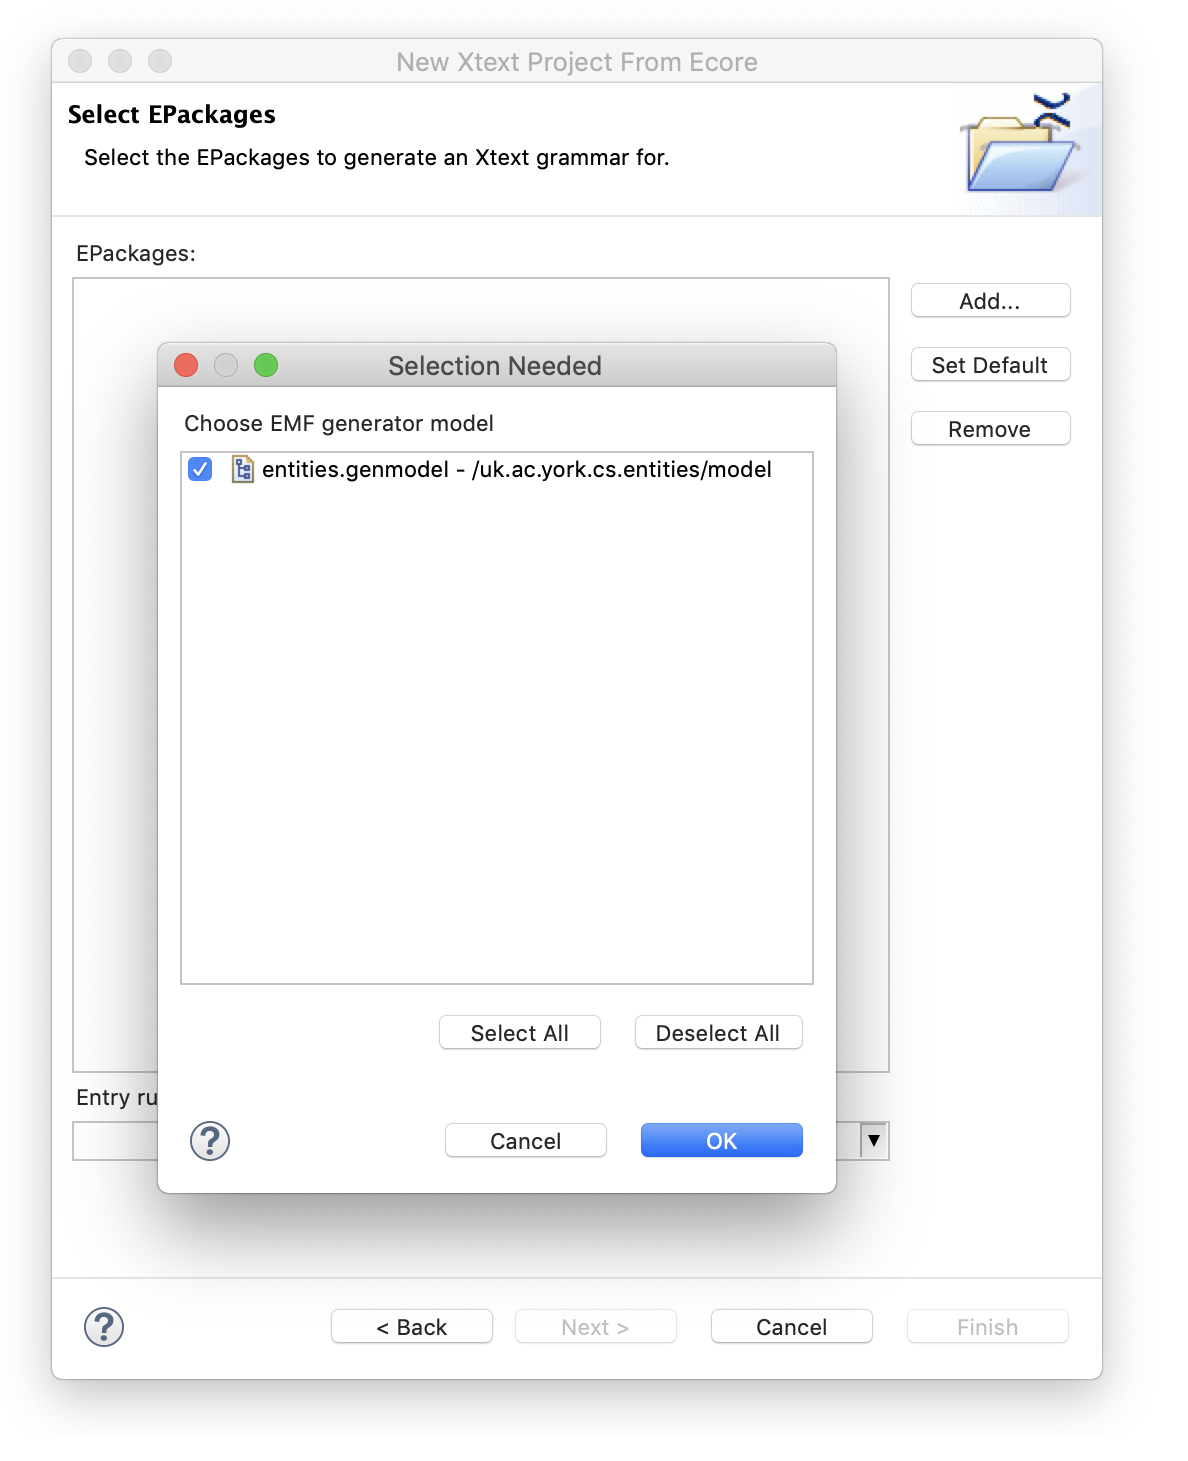 New Xtext Project From Ecore
Select EPackages
Select the EPackages to generate an Xtext grammar for.
EPackages:
Add...
Set Default
Remove
Selection Needed
Choose EMF generator model
entities.genmodel - /uk.ac.york.cs.entities/model
Select All
Deselect All
Entry ru
Cancel
OK
< Back
Next >
Cancel
Finish